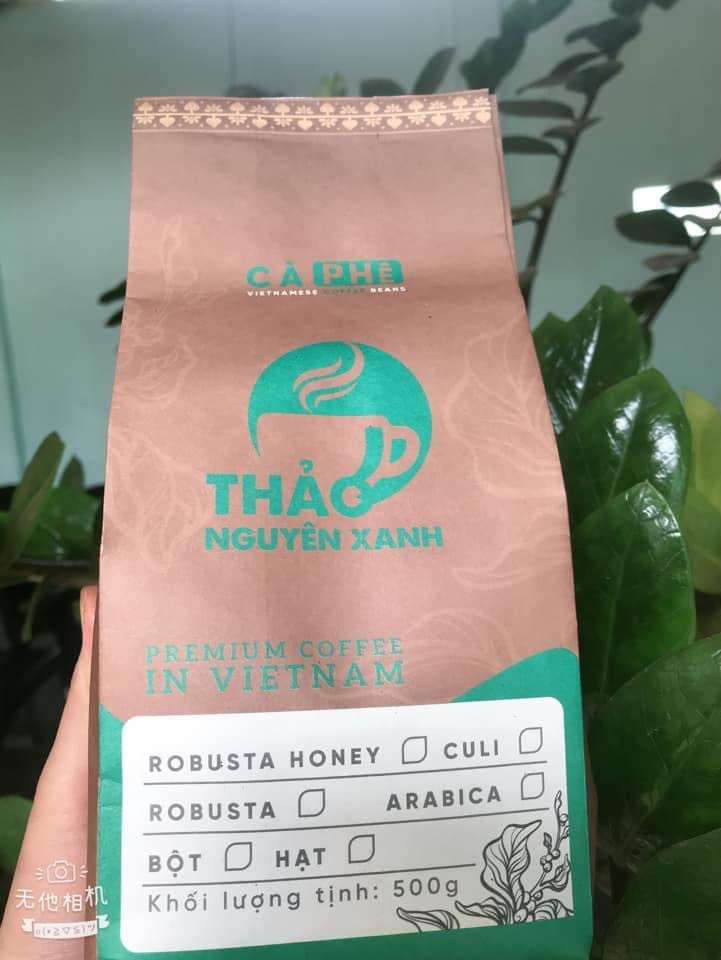 CÀ PHÊ
VIETNAMESE COFFEE BEANS
THẢO
NGUYÊN XANH
PREMIUM COFFEE
IN VIETNAM
ROBUSTA HONEY CULI
ROBUSTA ARABICA
BỘT HẠT
Khối lượng tịnh: 500g
无他相机